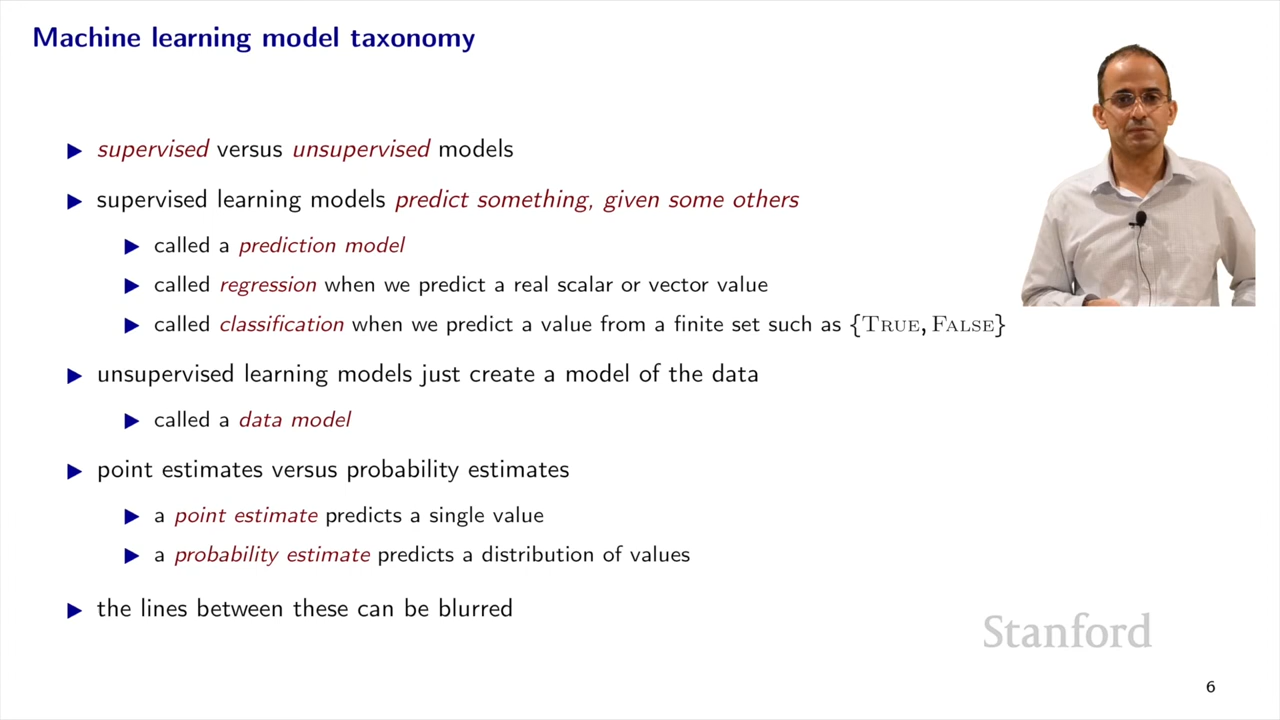 Machine learning model taxonomy
▶ supervised versus unsupervised models
▶ supervised learning models predict something, given some others
▶ called a prediction model
▶ called regression when we predict a real scalar or vector value
▶ called classification when we predict a value from a finite set such as {TRUE, FALSE}
▶ unsupervised learning models just create a model of the data
▶ called a data model
▶ point estimates versus probability estimates
▶ a point estimate predicts a single value
▶ a probability estimate predicts a distribution of values
▶ the lines between these can be blurred
Stanford
6